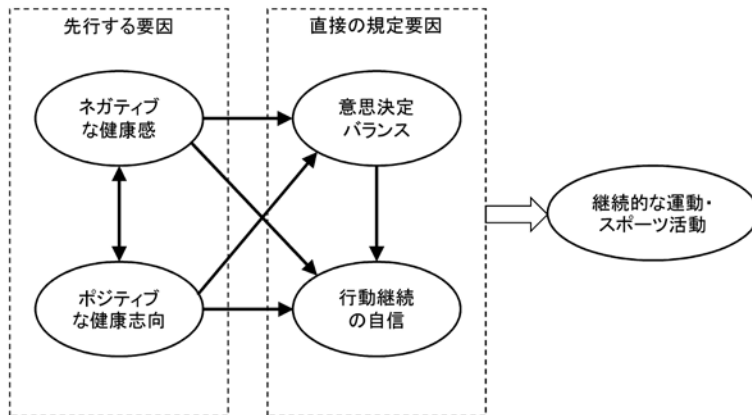 先行する要因
直接の規定要因
ネガティブ
な健康感
意思決定
バランス
継続的な運動・
スポーツ活動
ポジティブ
な健康志向
行動継続
の自信